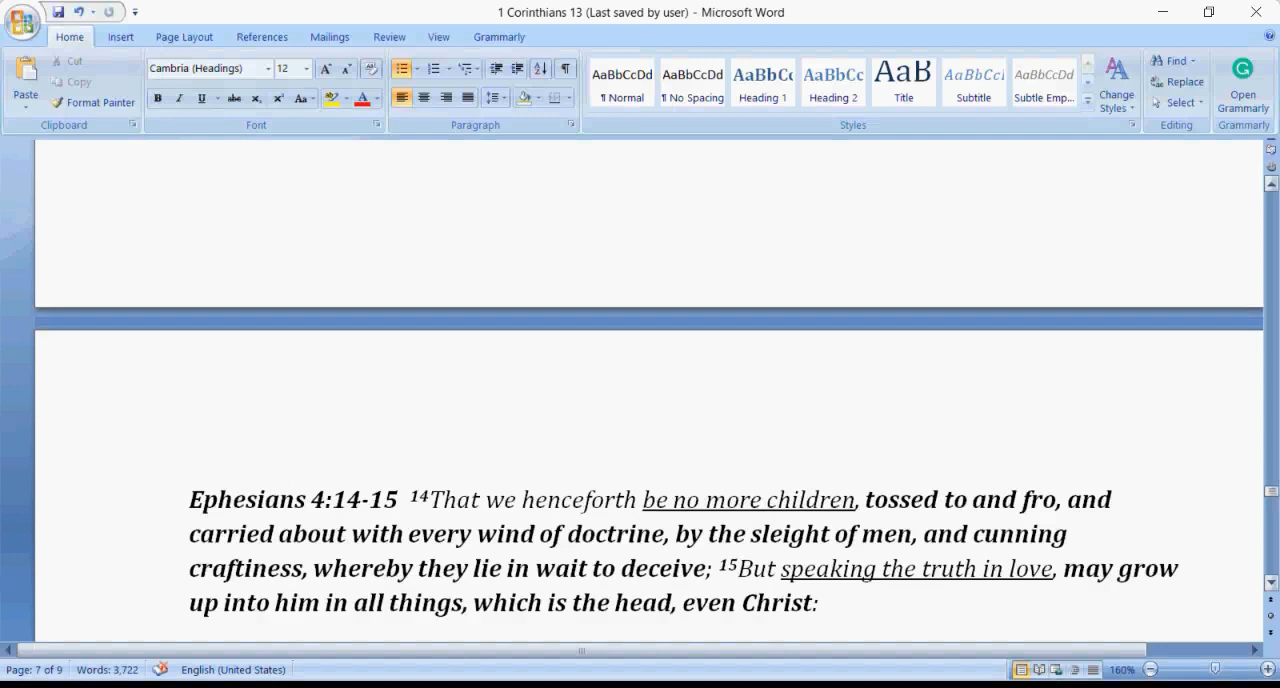 1 Corinthians 13 (Last saved by user) - Microsoft Word
Home Insert Page Layout References Mailings Review View Grammarly
Paste
Cut
Copy
Format Painter
Clipboard
Cambria (Headings) 12
B I U abc x₂ x² Aa
Font
Paragraph
AaBbCcDd AaBbCcDd AaBbCc AaBbCc AaB AaBbCcI AaBbCcDd
¶ Normal ¶ No Spacing Heading 1 Heading 2 Title Subtitle Subtle Emp...
Change Styles
Styles
Find
Replace
Select
Editing
Open Grammarly
Grammarly
Ephesians 4:14-15 ¹⁴That we henceforth be no more children, tossed to and fro, and
carried about with every wind of doctrine, by the sleight of men, and cunning
craftiness, whereby they lie in wait to deceive; ¹⁵But speaking the truth in love, may grow
up into him in all things, which is the head, even Christ:
Page: 7 of 9 Words: 3,722 English (United States) 160%